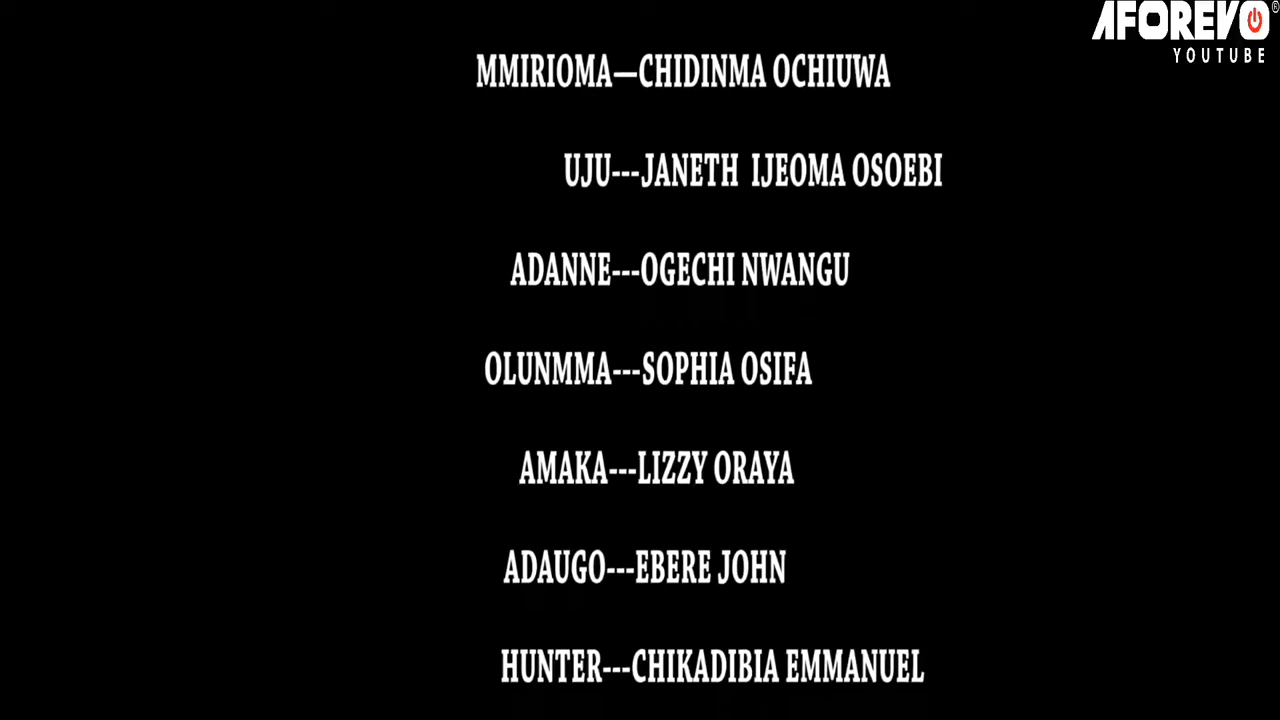 AFOREVO®
YOUTUBE
MMIRIOMA—CHIDINMA OCHIUWA
UJU---JANETH IJEOMA OSOEBI
ADANNE---OGECHI NWANGU
OLUNMMA---SOPHIA OSIFA
AMAKA---LIZZY ORAYA
ADAUGO---EBERE JOHN
HUNTER---CHIKADIBIA EMMANUEL